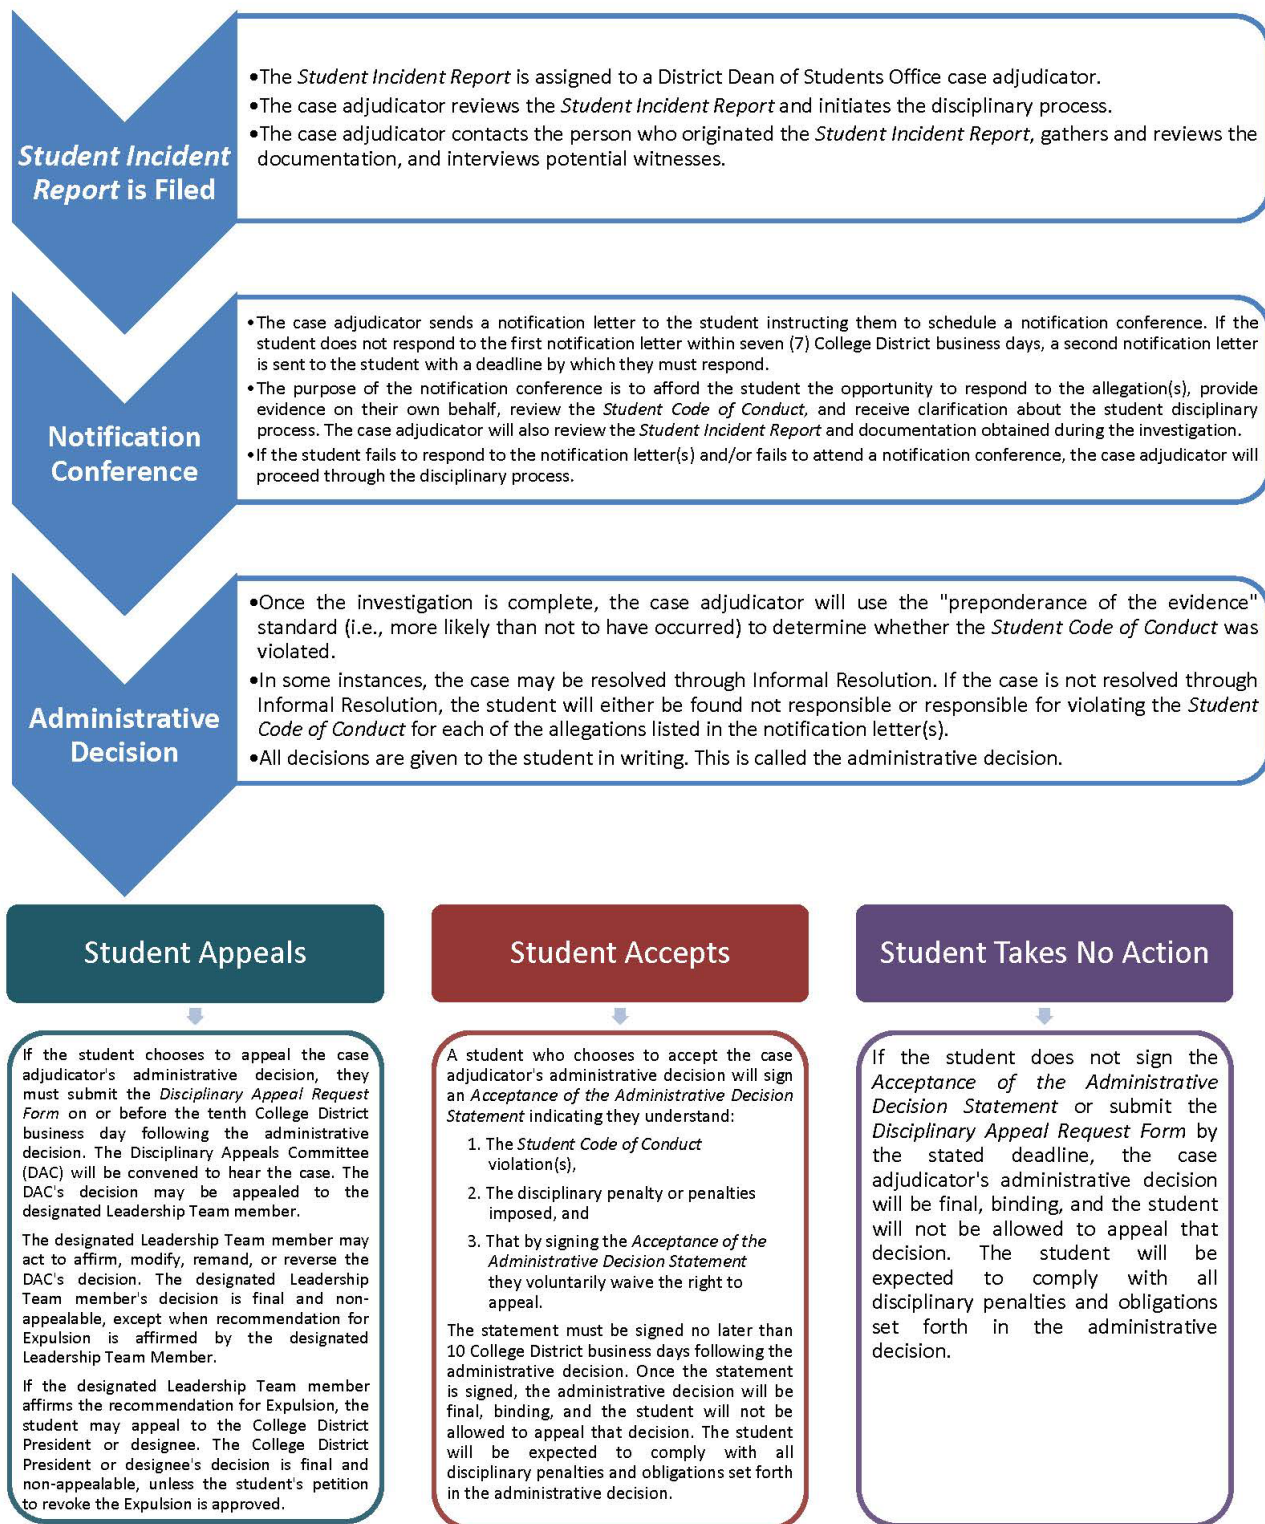 Student Incident
Report is Filed
•The Student Incident Report is assigned to a District Dean of Students Office case adjudicator.
•The case adjudicator reviews the Student Incident Report and initiates the disciplinary process.
•The case adjudicator contacts the person who originated the Student Incident Report, gathers and reviews the
documentation, and interviews potential witnesses.
Notification
Conference
•The case adjudicator sends a notification letter to the student instructing them to schedule a notification conference. If the
student does not respond to the first notification letter within seven (7) College District business days, a second notification letter
is sent to the student with a deadline by which they must respond.
•The purpose of the notification conference is to afford the student the opportunity to respond to the allegation(s), provide
evidence on their own behalf, review the Student Code of Conduct, and receive clarification about the student disciplinary
process. The case adjudicator will also review the Student Incident Report and documentation obtained during the investigation.
•If the student fails to respond to the notification letter(s) and/or fails to attend a notification conference, the case adjudicator will
proceed through the disciplinary process.
Administrative
Decision
•Once the investigation is complete, the case adjudicator will use the "preponderance of the evidence"
standard (i.e., more likely than not to have occurred) to determine whether the Student Code of Conduct was
violated.
•In some instances, the case may be resolved through Informal Resolution. If the case is not resolved through
Informal Resolution, the student will either be found not responsible or responsible for violating the Student
Code of Conduct for each of the allegations listed in the notification letter(s).
•All decisions are given to the student in writing. This is called the administrative decision.
Student Appeals
If the student chooses to appeal the case
adjudicator's administrative decision, they
must submit the Disciplinary Appeal Request
Form on or before the tenth College District
business day following the administrative
decision. The Disciplinary Appeals Committee
(DAC) will be convened to hear the case. The
DAC's decision may be appealed to the
designated Leadership Team member.
The designated Leadership Team member may
act to affirm, modify, remand, or reverse the
DAC's decision. The designated Leadership
Team member's decision is final and non-
appealable, except when recommendation for
Expulsion is affirmed by the designated
Leadership Team Member.
If the designated Leadership Team member
affirms the recommendation for Expulsion, the
student may appeal to the College District
President or designee. The College District
President or designee's decision is final and
non-appealable, unless the student's petition
to revoke the Expulsion is approved.
Student Accepts
A student who chooses to accept the case
adjudicator's administrative decision will sign
an Acceptance of the Administrative Decision
Statement indicating they understand:
1. The Student Code of Conduct
violation(s),
2. The disciplinary penalty or penalties
imposed, and
3. That by signing the Acceptance of the
Administrative Decision Statement
they voluntarily waive the right to
appeal.
The statement must be signed no later than
10 College District business days following the
administrative decision. Once the statement
is signed, the administrative decision will be
final, binding, and the student will not be
allowed to appeal that decision. The student
will be expected to comply with all
disciplinary penalties and obligations set forth
in the administrative decision.
Student Takes No Action
If the student does not sign the
Acceptance of the Administrative
Decision Statement or submit the
Disciplinary Appeal Request Form by
the stated deadline, the case
adjudicator's administrative decision
will be final, binding, and the student
will not be allowed to appeal that
decision. The student will be
expected to comply with all
disciplinary penalties and obligations
set forth in the administrative
decision.